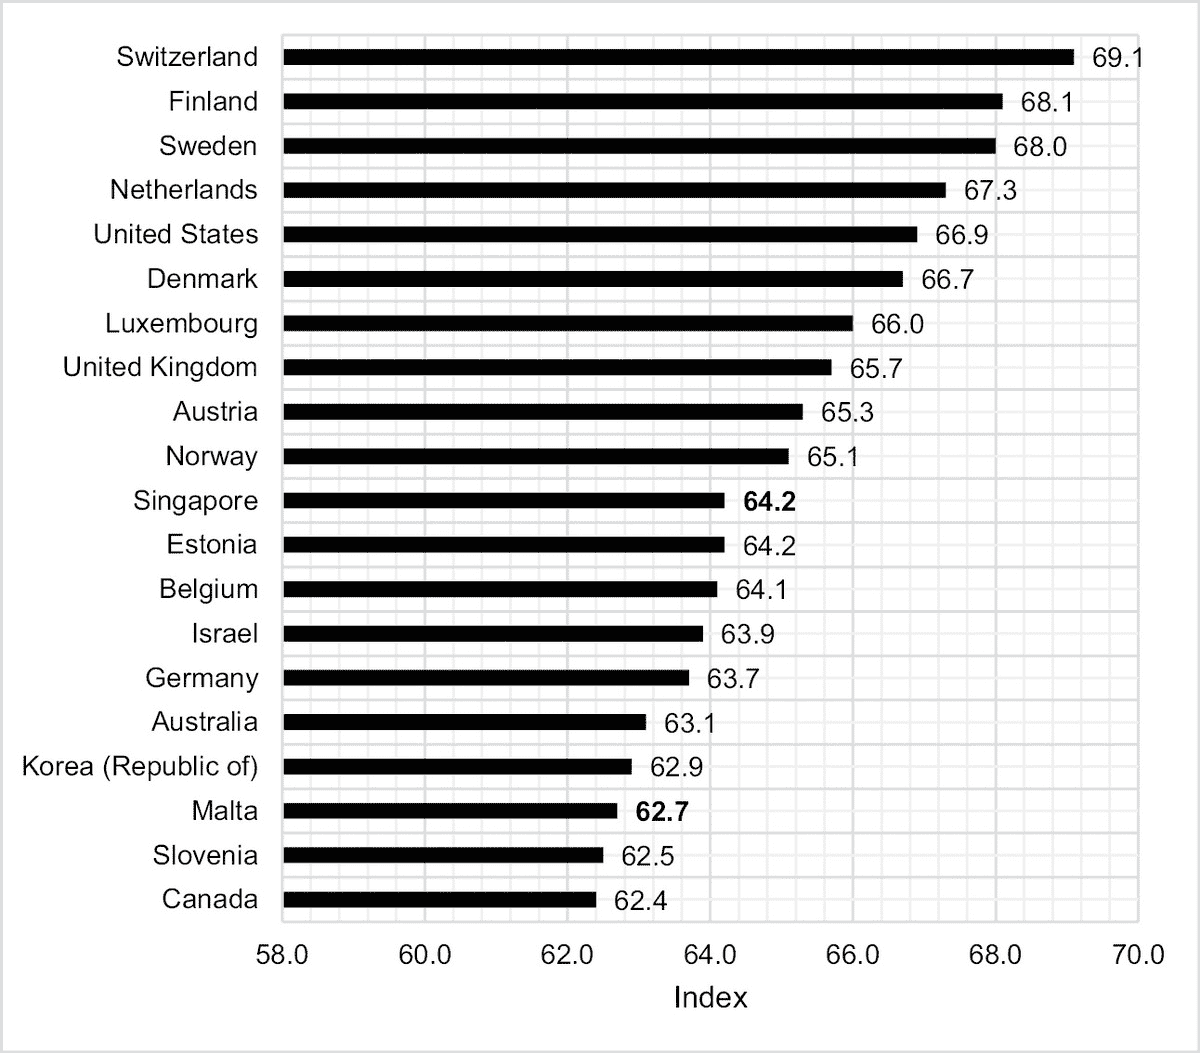 Switzerland 69.1
Finland 68.1
Sweden 68.0
Netherlands 67.3
United States 66.9
Denmark 66.7
Luxembourg 66.0
United Kingdom 65.7
Austria 65.3
Norway 65.1
Singapore 64.2
Estonia 64.2
Belgium 64.1
Israel 63.9
Germany 63.7
Australia 63.1
Korea (Republic of) 62.9
Malta 62.7
Slovenia 62.5
Canada 62.4
58.0 60.0 62.0 64.0 66.0 68.0 70.0
Index